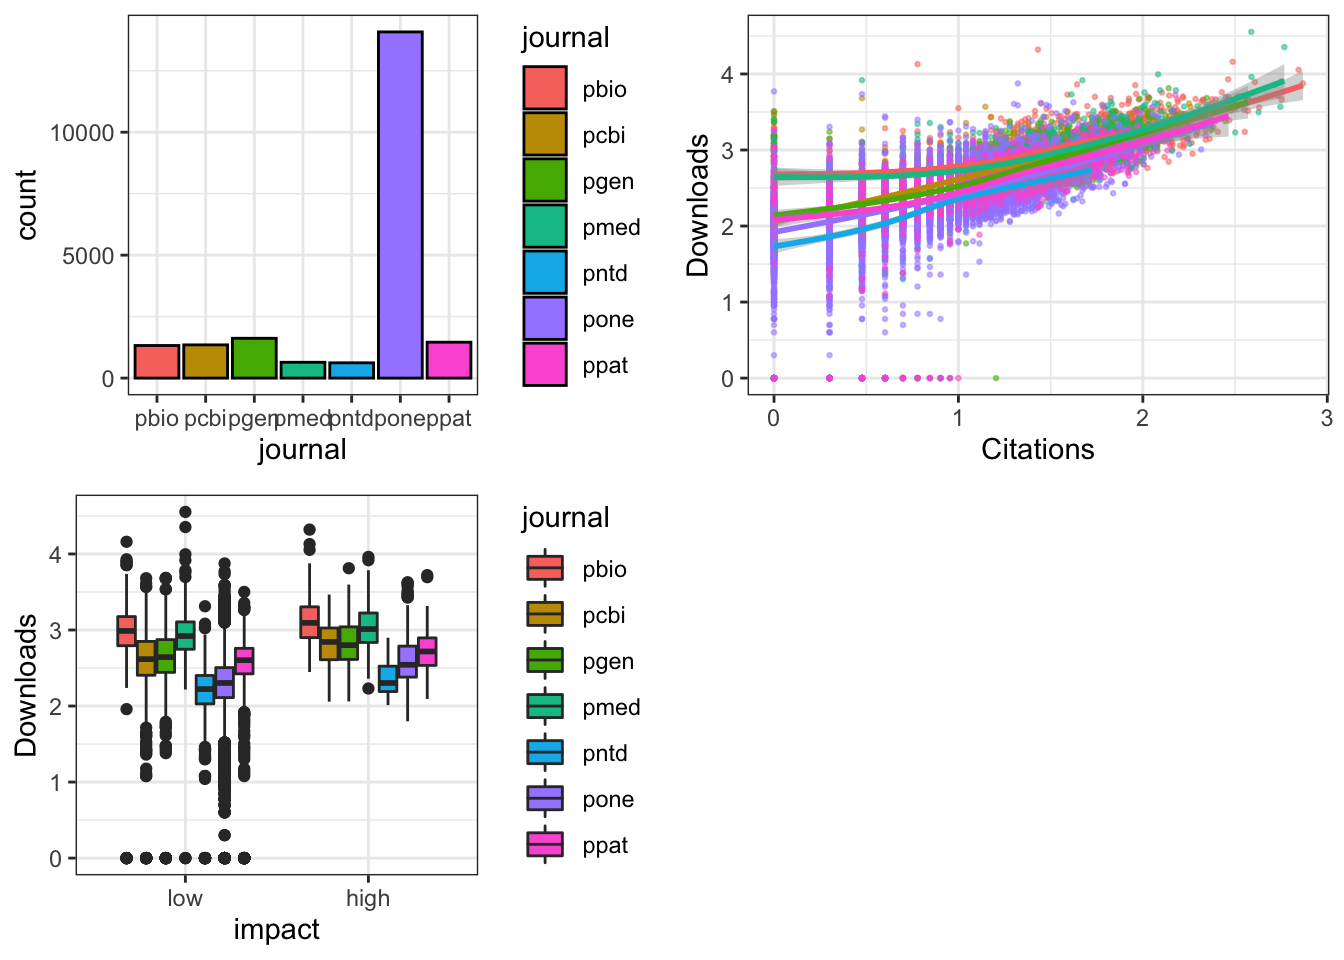 count
10000
5000
0
pbio pcbi pgen pmed pntd pone ppat
journal
journal
pbio
pcbi
pgen
pmed
pntd
pone
ppat
Downloads
4
3
2
1
0
0 1 2 3
Citations
Downloads
4
3
2
1
0
low high
impact
journal
pbio
pcbi
pgen
pmed
pntd
pone
ppat